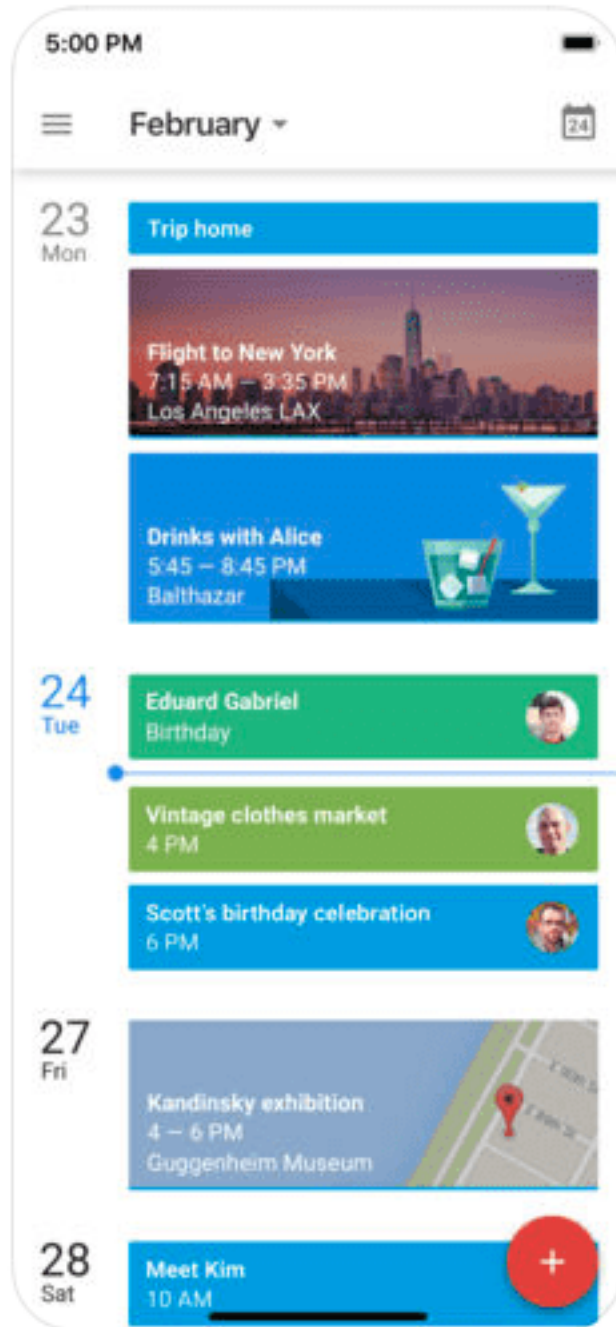 5:00 PM
February
24
23
Mon
Trip home
Flight to New York
7:15 AM — 3:35 PM
Los Angeles LAX
Drinks with Alice
5:45 — 8:45 PM
Balthazar
24
Tue
Eduard Gabriel
Birthday
Vintage clothes market
4 PM
Scott's birthday celebration
6 PM
27
Fri
Kandinsky exhibition
4 — 6 PM
Guggenheim Museum
28
Sat
Meet Kim
10 AM